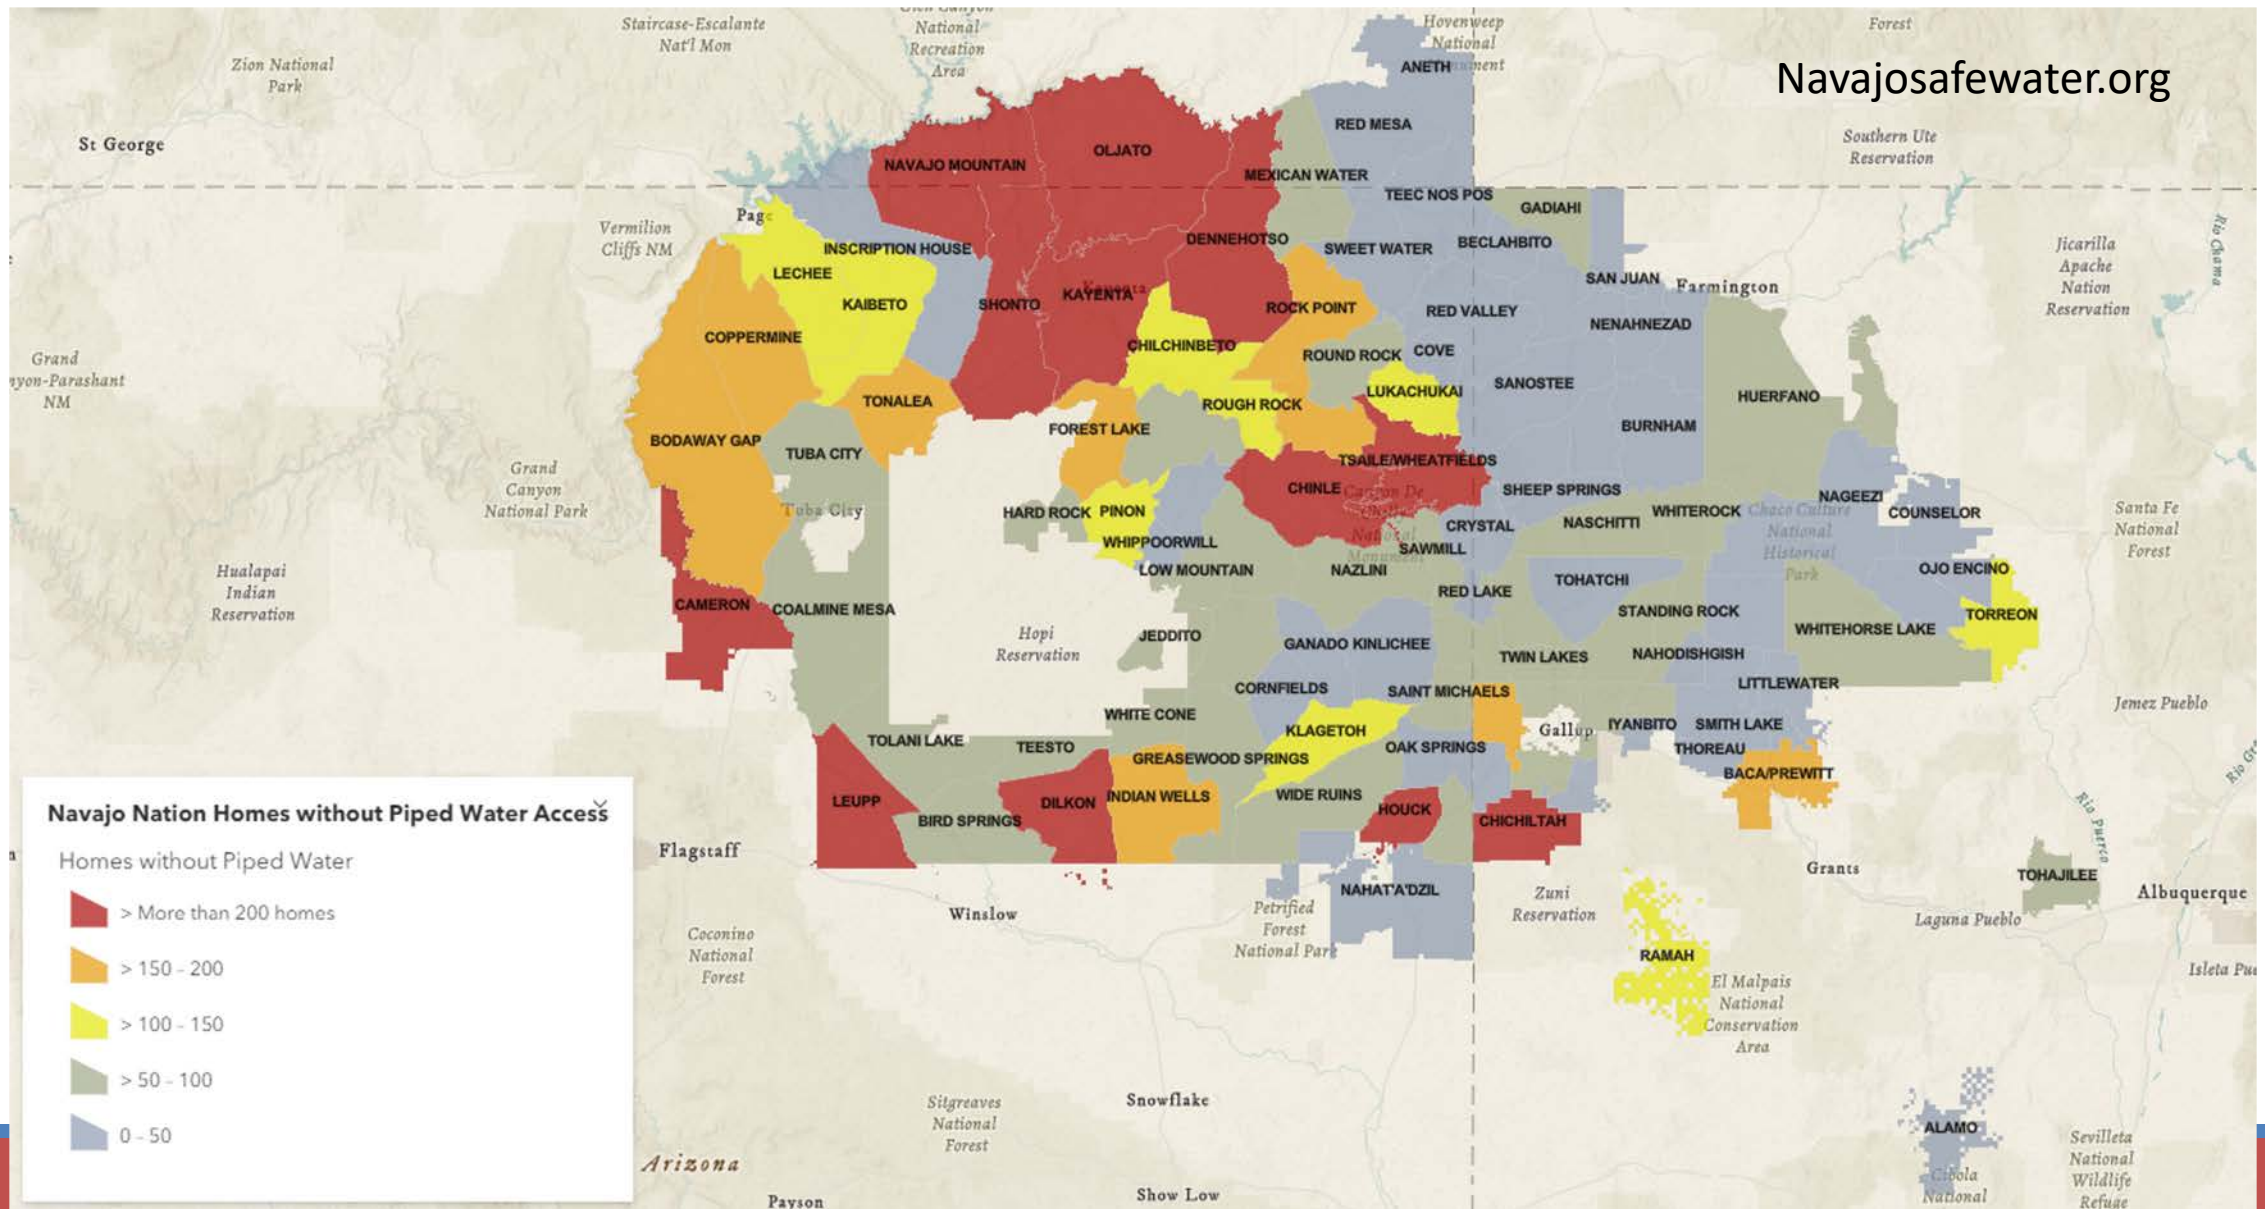 Staircase-Escalante
Nat'l Mon
Glen Canyon
National
Recreation
Area
Hovenweep
National
Monument
Forest
Zion National
Park
Navajosafewater.org
St George
Southern Ute
Reservation
ANETH
RED MESA
OLJATO
NAVAJO MOUNTAIN
MEXICAN WATER
TEEC NOS POS
GADIAHI
Page
Vermilion
Cliffs NM
INSCRIPTION HOUSE
DENNEHOTSO
SWEET WATER
BECLAHBITO
Jicarilla
Apache
Nation
Reservation
Rio Chama
LECHEE
KAIBETO
SHONTO
KAYENTA
Kayenta
ROCK POINT
RED VALLEY
SAN JUAN
Farmington
NENAHNEZAD
COPPERMINE
CHILCHINBETO
ROUND ROCK
COVE
Grand
nyon-Parashant
NM
TONALEA
ROUGH ROCK
LUKACHUKAI
SANOSTEE
HUERFANO
BODAWAY GAP
TUBA CITY
FOREST LAKE
BURNHAM
TSAILE/WHEATFIELDS
Grand
Canyon
National Park
Tuba City
HARD ROCK
PINON
CHINLE
Canyon De
Chelly
National
Monument
SHEEP SPRINGS
NASCHITTI
WHITEROCK
Chaco Culture
National
Historical
Park
NAGEEZI
COUNSELOR
Santa Fe
National
Forest
WHIPPOORWILL
CRYSTAL
SAWMILL
LOW MOUNTAIN
NAZLINI
Hualapai
Indian
Reservation
RED LAKE
TOHATCHI
OJO ENCINO
CAMERON
COALMINE MESA
STANDING ROCK
TORREON
WHITEHORSE LAKE
Hopi
Reservation
JEDDITO
GANADO KINLICHEE
TWIN LAKES
NAHODISHGISH
CORNFIELDS
SAINT MICHAELS
LITTLEWATER
Jemez Pueblo
WHITE CONE
KLAGETOH
Gallup
IYANBITO
SMITH LAKE
TOLANI LAKE
TEESTO
GREASEWOOD SPRINGS
OAK SPRINGS
THOREAU
BACA/PREWITT
LEUPP
DILKON
INDIAN WELLS
WIDE RUINS
HOUCK
CHICHILTAH
BIRD SPRINGS
Rio Puerco
Navajo Nation Homes without Piped Water Access
Homes without Piped Water
> More than 200 homes
> 150 - 200
> 100 - 150
> 50 - 100
0 - 50
Flagstaff
Grants
TOHAJILEE
Albuquerque
NAHAT'A'DZIL
Zuni
Reservation
Winslow
Petrified
Forest
National Park
Laguna Pueblo
Coconino
National
Forest
RAMAH
El Malpais
National
Conservation
Area
Sitgreaves
National
Forest
Snowflake
ALAMO
Cibola
National
Sevilleta
National
Wildlife
Refuge
Arizona
Payson
Show Low